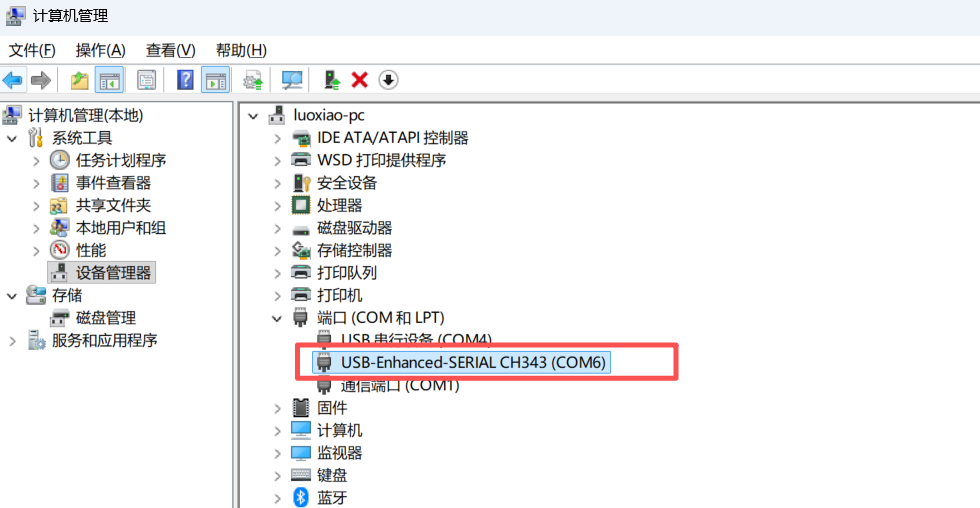 计算机管理
文件(F) 操作(A) 查看(V) 帮助(H)
计算机管理(本地)
系统工具
任务计划程序
事件查看器
共享文件夹
本地用户和组
性能
设备管理器
存储
磁盘管理
服务和应用程序
luoxiao-pc
IDE ATA/ATAPI 控制器
WSD 打印提供程序
安全设备
处理器
磁盘驱动器
存储控制器
打印队列
打印机
端口 (COM 和 LPT)
USB 串行设备 (COM4)
USB-Enhanced-SERIAL CH343 (COM6)
通信端口 (COM1)
固件
计算机
监视器
键盘
蓝牙